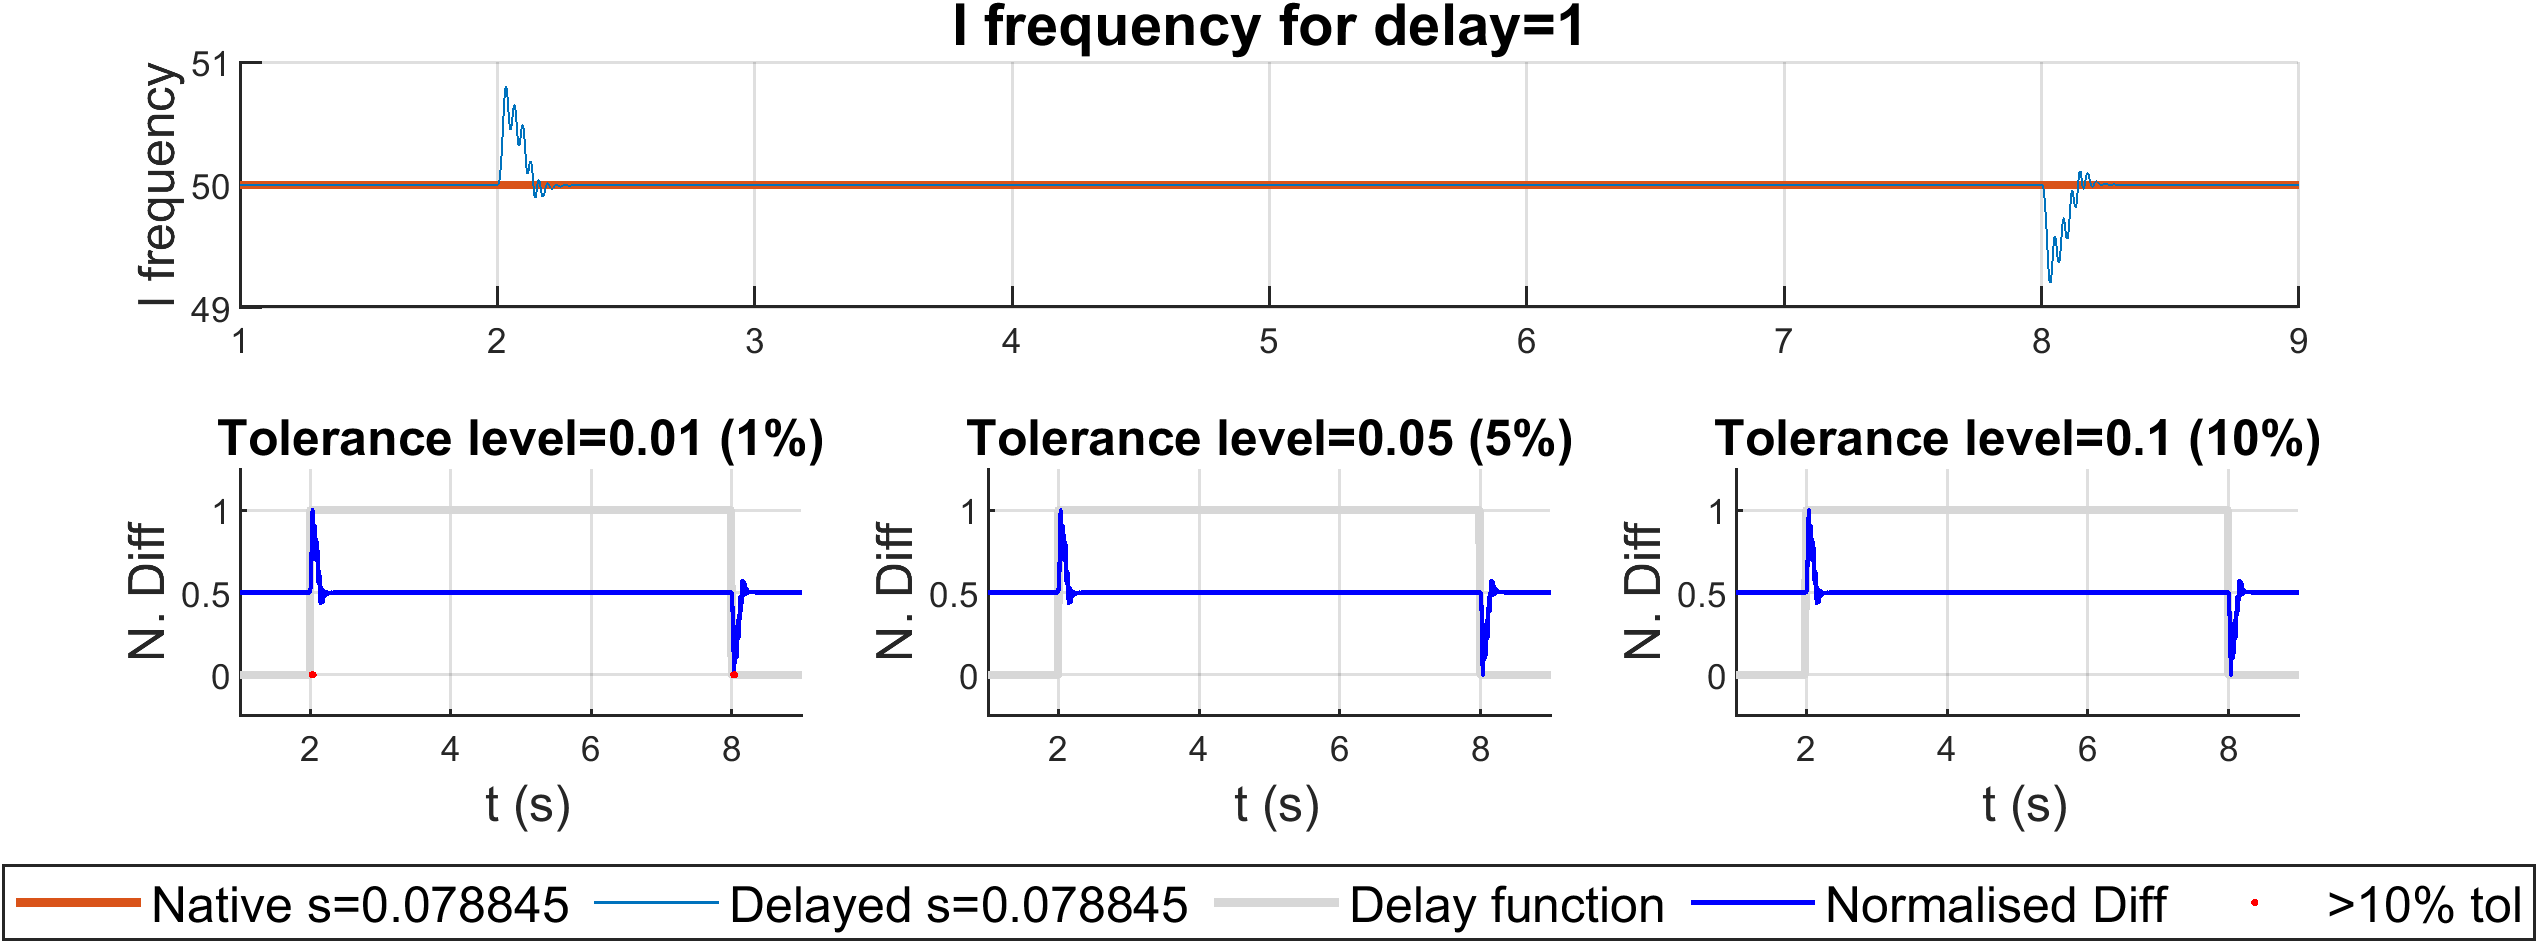 I frequency for delay=1
I frequency
51
50
49
1 2 3 4 5 6 7 8 9
Tolerance level=0.01 (1%)
N. Diff
1
0.5
0
2 4 6 8
t (s)
Tolerance level=0.05 (5%)
N. Diff
1
0.5
0
2 4 6 8
t (s)
Tolerance level=0.1 (10%)
N. Diff
1
0.5
0
2 4 6 8
t (s)
Native s=0.078845 Delayed s=0.078845 Delay function Normalised Diff >10% tol